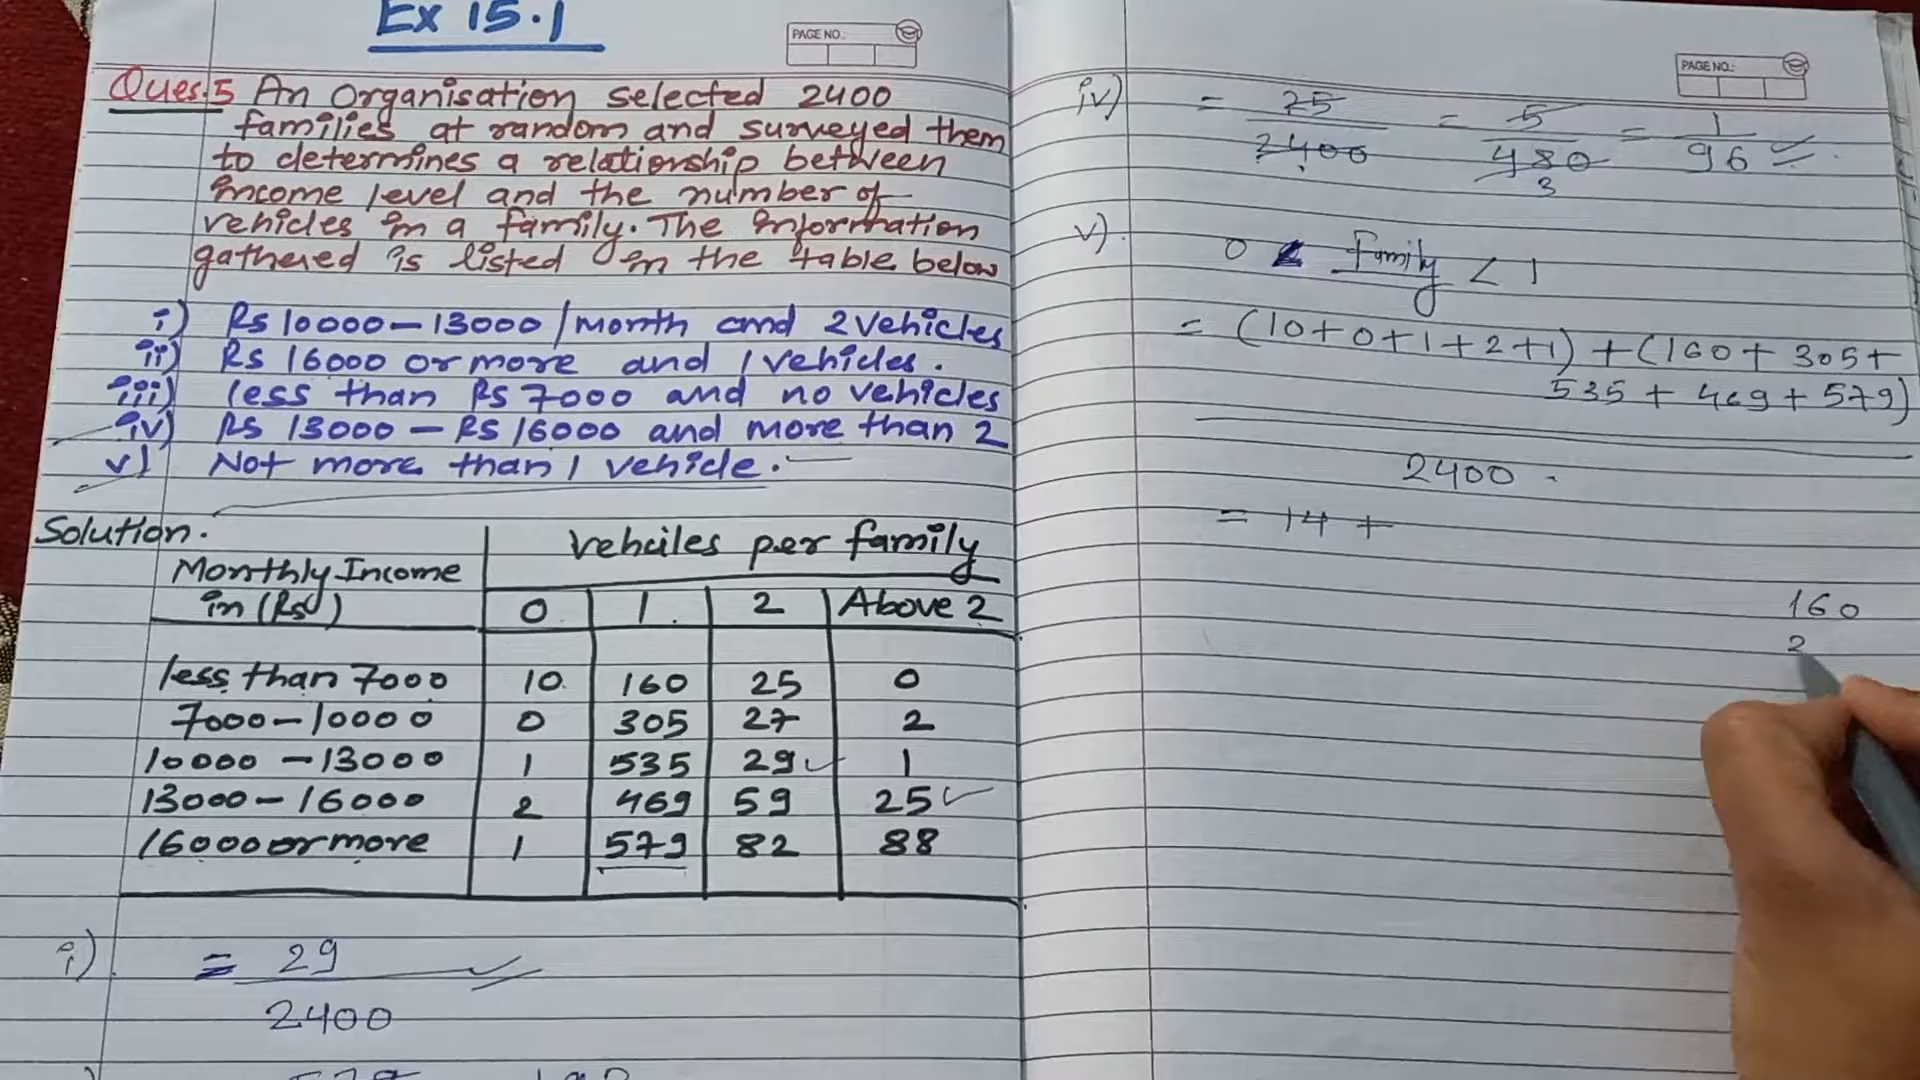 Ex 15.1
PAGE NO.
Ques.5 An Organisation selected 2400
families at random and surveyed them
to determines a relationship between
income level and the number of
vehicles in a family. The information
gathered is listed in the table below
i) Rs 10000-13000/month and 2 Vehicles
ii) Rs 16000 or more and 1 vehicles.
iii) less than Rs 7000 and no vehicles
iv) Rs 13000 - Rs 16000 and more than 2
v) Not more than 1 vehicle.
Solution.
Monthly Income in (Rs) Vehciles per family
0 1. 2 Above 2
less than 7000 10. 160 25 0
7000-10000 0 305 27 2
10000-13000 1 535 29 1
13000-16000 2 469 59 25
16000 or more 1 579 82 88
i) = 29
2400
PAGE NO.:
iv) = 25 = 5 = 1
2400 480 96
3
v). 0 Family < 1
= (10+0+1+2+1) + (160+ 305+
535 + 469 + 579)
2400
= 14 +
160